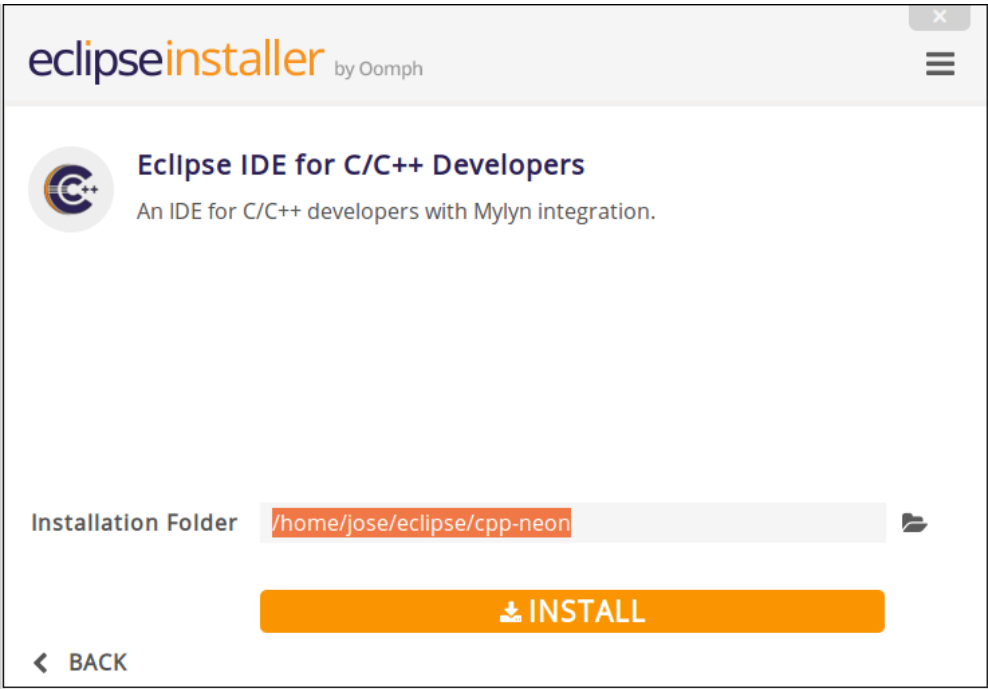 eclipseinstaller by Oomph
EclIpse IDE for C/C++ Developers
An IDE for C/C++ developers with Mylyn integration.
C++
Installation Folder /home/jose/eclipse/cpp-neon
INSTALL
BACK